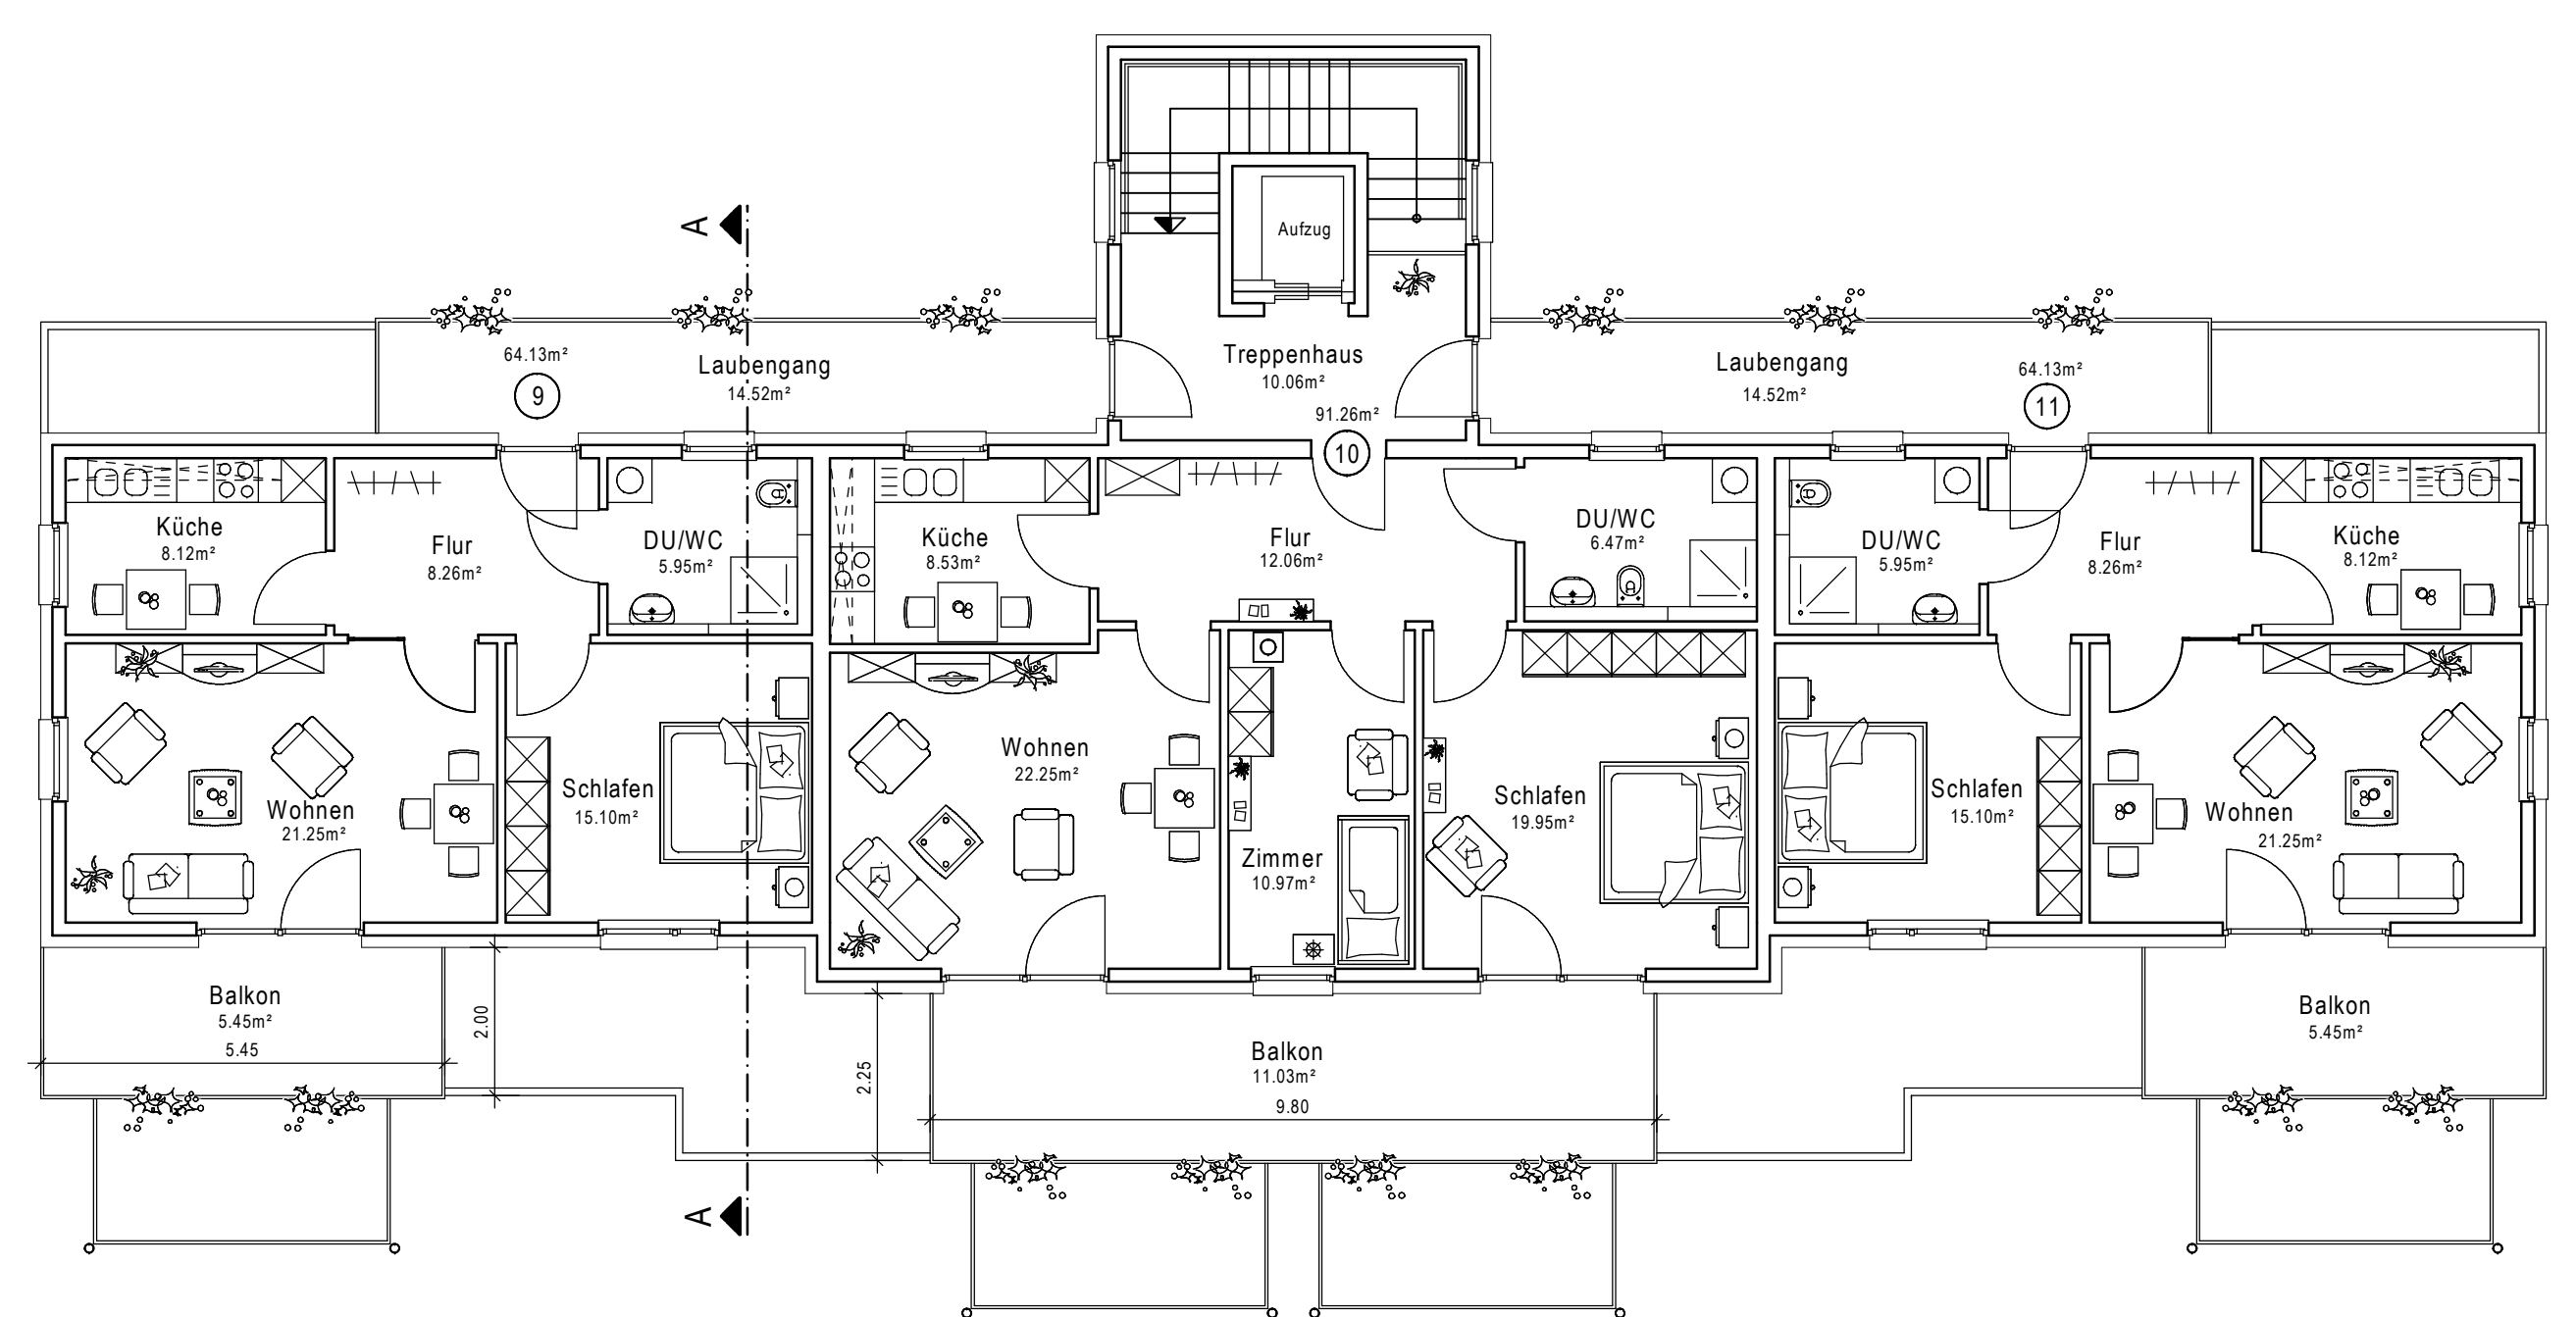 Aufzug
A
64.13m²
9
Laubengang
14.52m²
Treppenhaus
10.06m²
91.26m²
10
Laubengang
14.52m²
64.13m²
11
Küche
8.12m²
Flur
8.26m²
DU/WC
5.95m²
Küche
8.53m²
Flur
12.06m²
DU/WC
6.47m²
DU/WC
5.95m²
Flur
8.26m²
Küche
8.12m²
Wohnen
21.25m²
Schlafen
15.10m²
Wohnen
22.25m²
Zimmer
10.97m²
Schlafen
19.95m²
Schlafen
15.10m²
Wohnen
21.25m²
Balkon
5.45m²
5.45
2.00
2.25
Balkon
11.03m²
9.80
Balkon
5.45m²
A